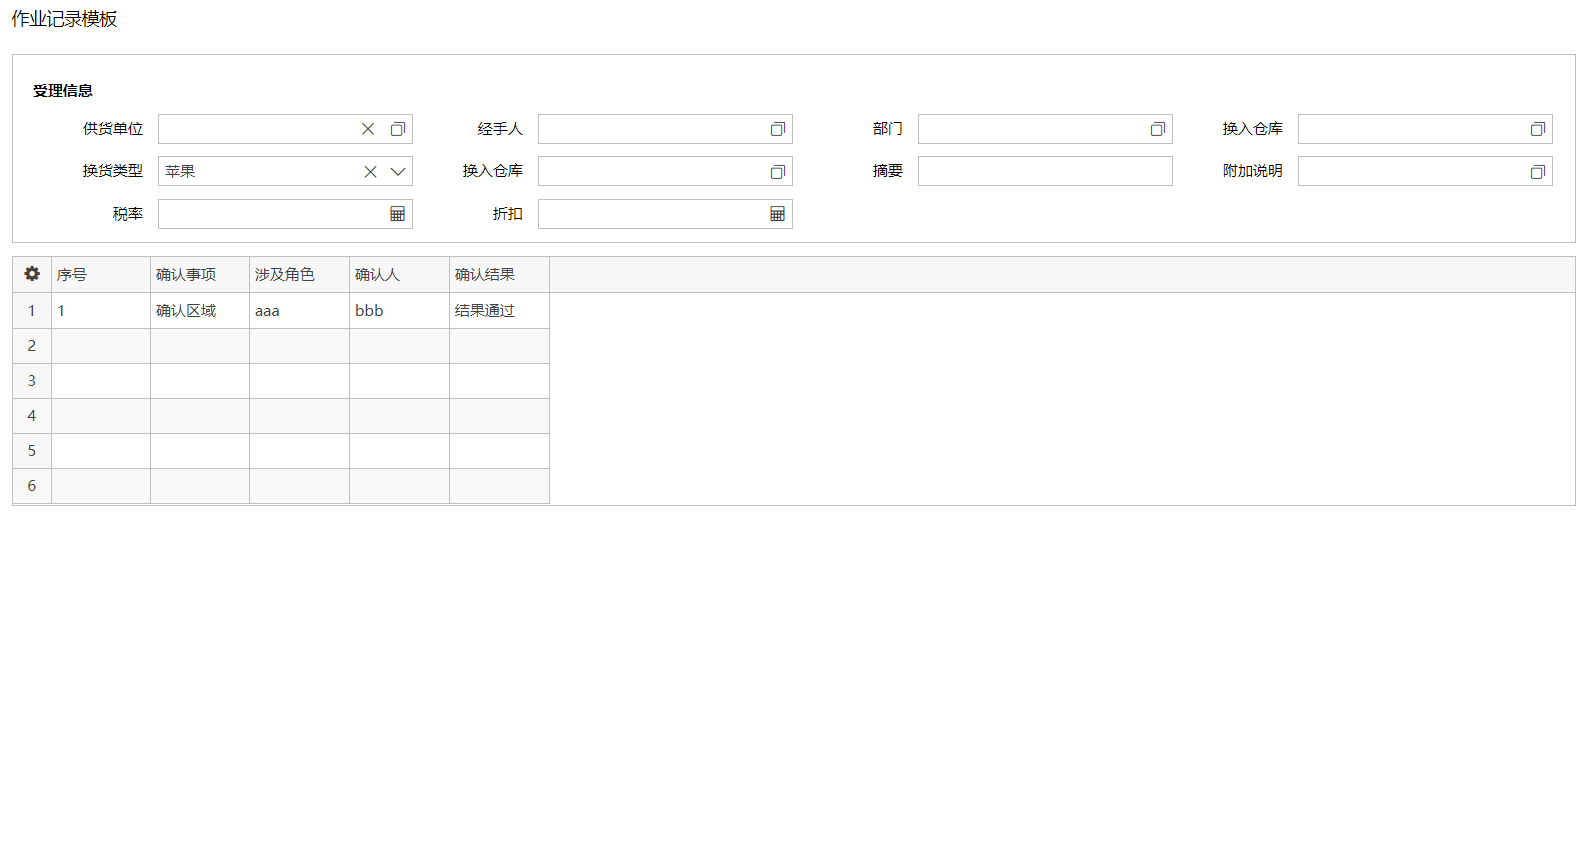 作业记录模板
受理信息
供货单位 经手人 部门 换入仓库
换货类型 苹果 换入仓库 摘要 附加说明
税率 折扣
序号 确认事项 涉及角色 确认人 确认结果
1 1 确认区域 aaa bbb 结果通过
2
3
4
5
6